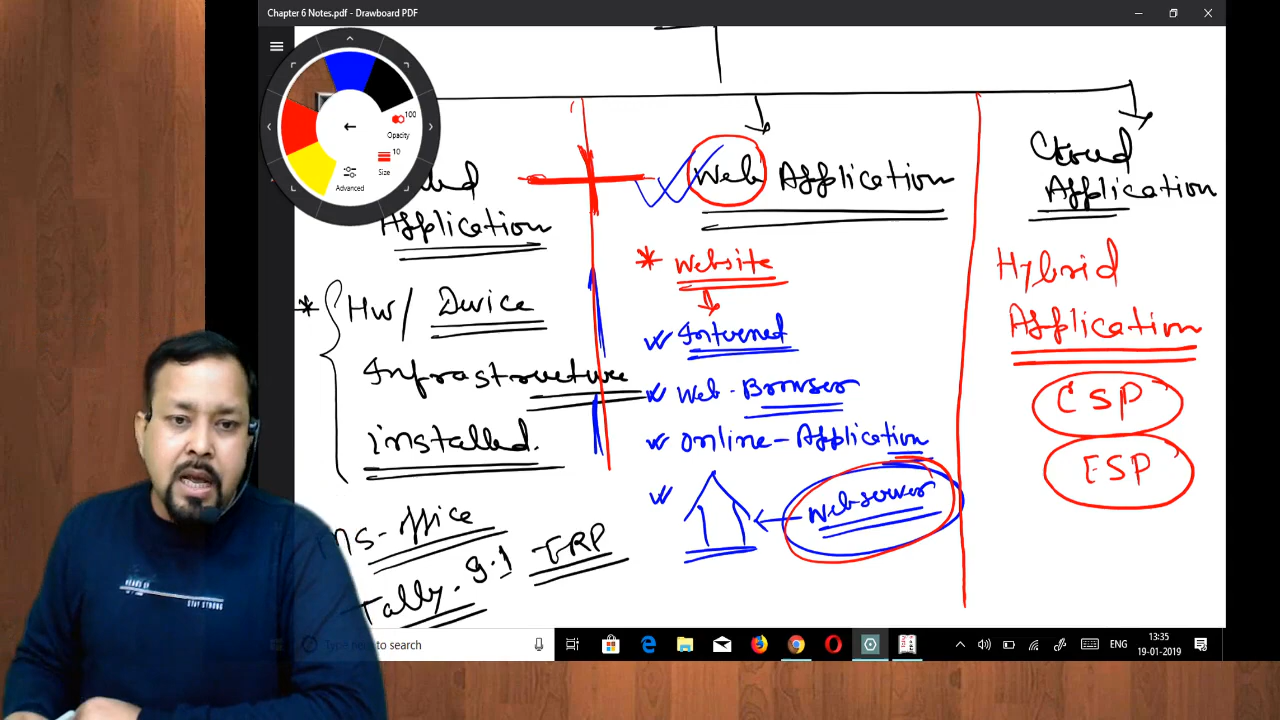 Chapter 6 Notes.pdf - Drawboard PDF
100
Opacity
10
Size
Advanced
Application
* HW/ Device
Infrastructure
installed.
MS-office
Tally. 9.1 ERP
Web Application
* Website
Internet
Web-Browser
Online-Application
Webserver
Cloud
Application
Hybrid
Application
CSP
ESP
Type here to search
ENG
13:35
19-01-2019
STAY STRONG